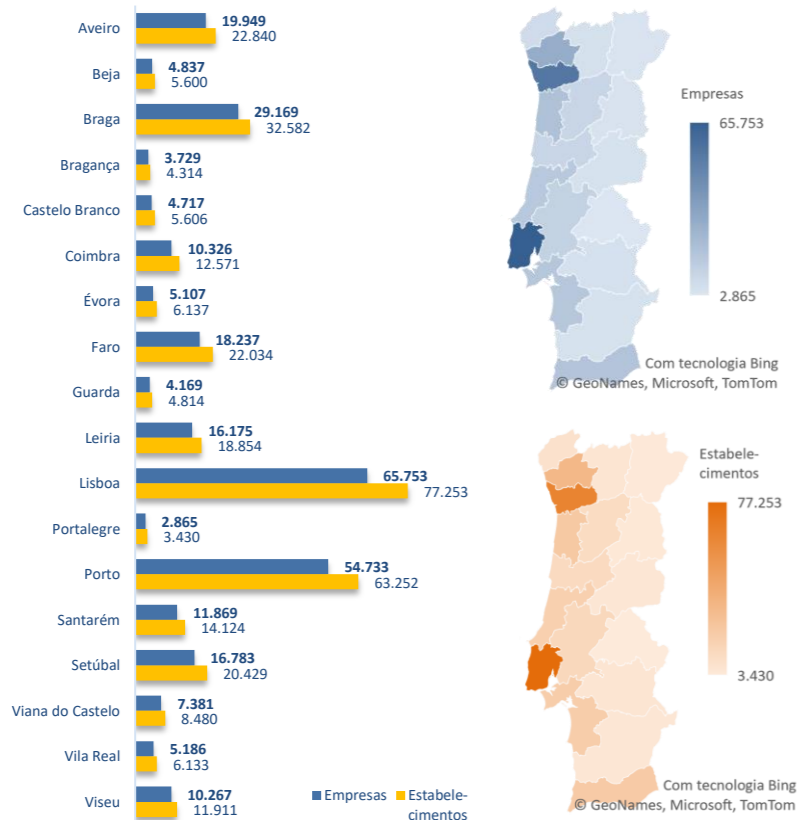 Aveiro
19.949
22.840
Beja
4.837
5.600
Braga
29.169
32.582
Bragança
3.729
4.314
Castelo Branco
4.717
5.606
Coimbra
10.326
12.571
Évora
5.107
6.137
Faro
18.237
22.034
Guarda
4.169
4.814
Leiria
16.175
18.854
Lisboa
65.753
77.253
Portalegre
2.865
3.430
Porto
54.733
63.252
Santarém
11.869
14.124
Setúbal
16.783
20.429
Viana do Castelo
7.381
8.480
Vila Real
5.186
6.133
Viseu
10.267
11.911
Empresas
Estabele-
cimentos
Empresas
65.753
2.865
Com tecnologia Bing
© GeoNames, Microsoft, TomTom
Estabele-
cimentos
77.253
3.430
Com tecnologia Bing
© GeoNames, Microsoft, TomTom